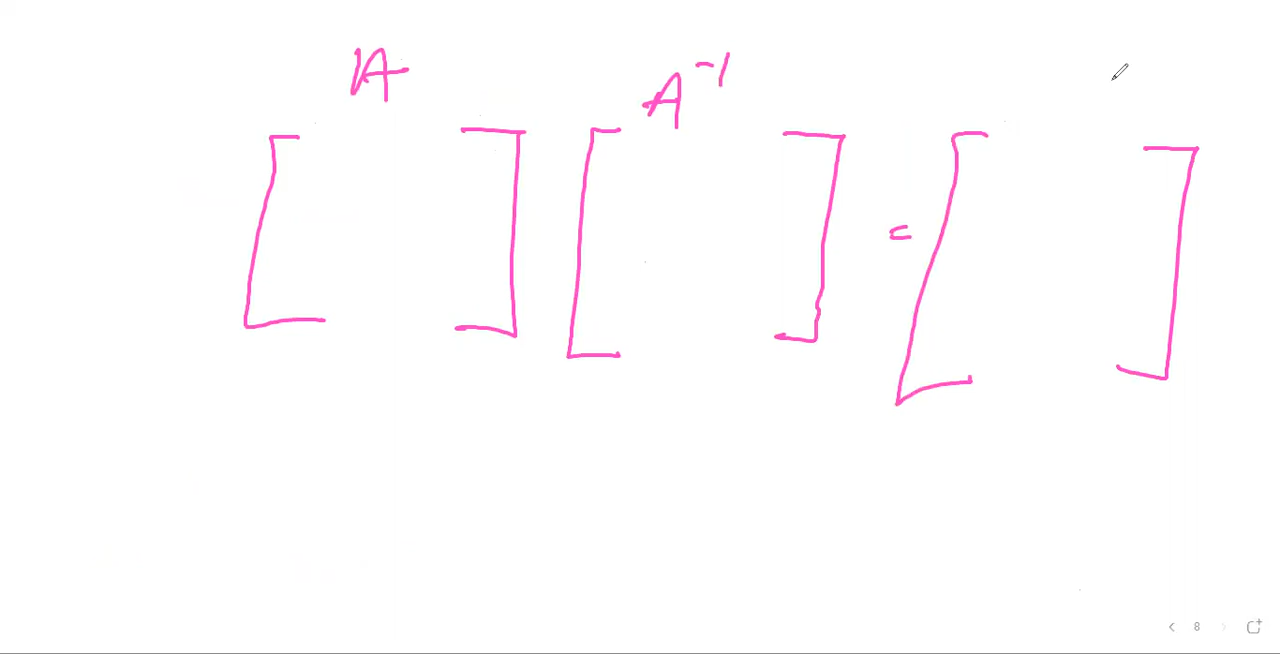 A A⁻¹
[ ] [ ] = [ ]
8